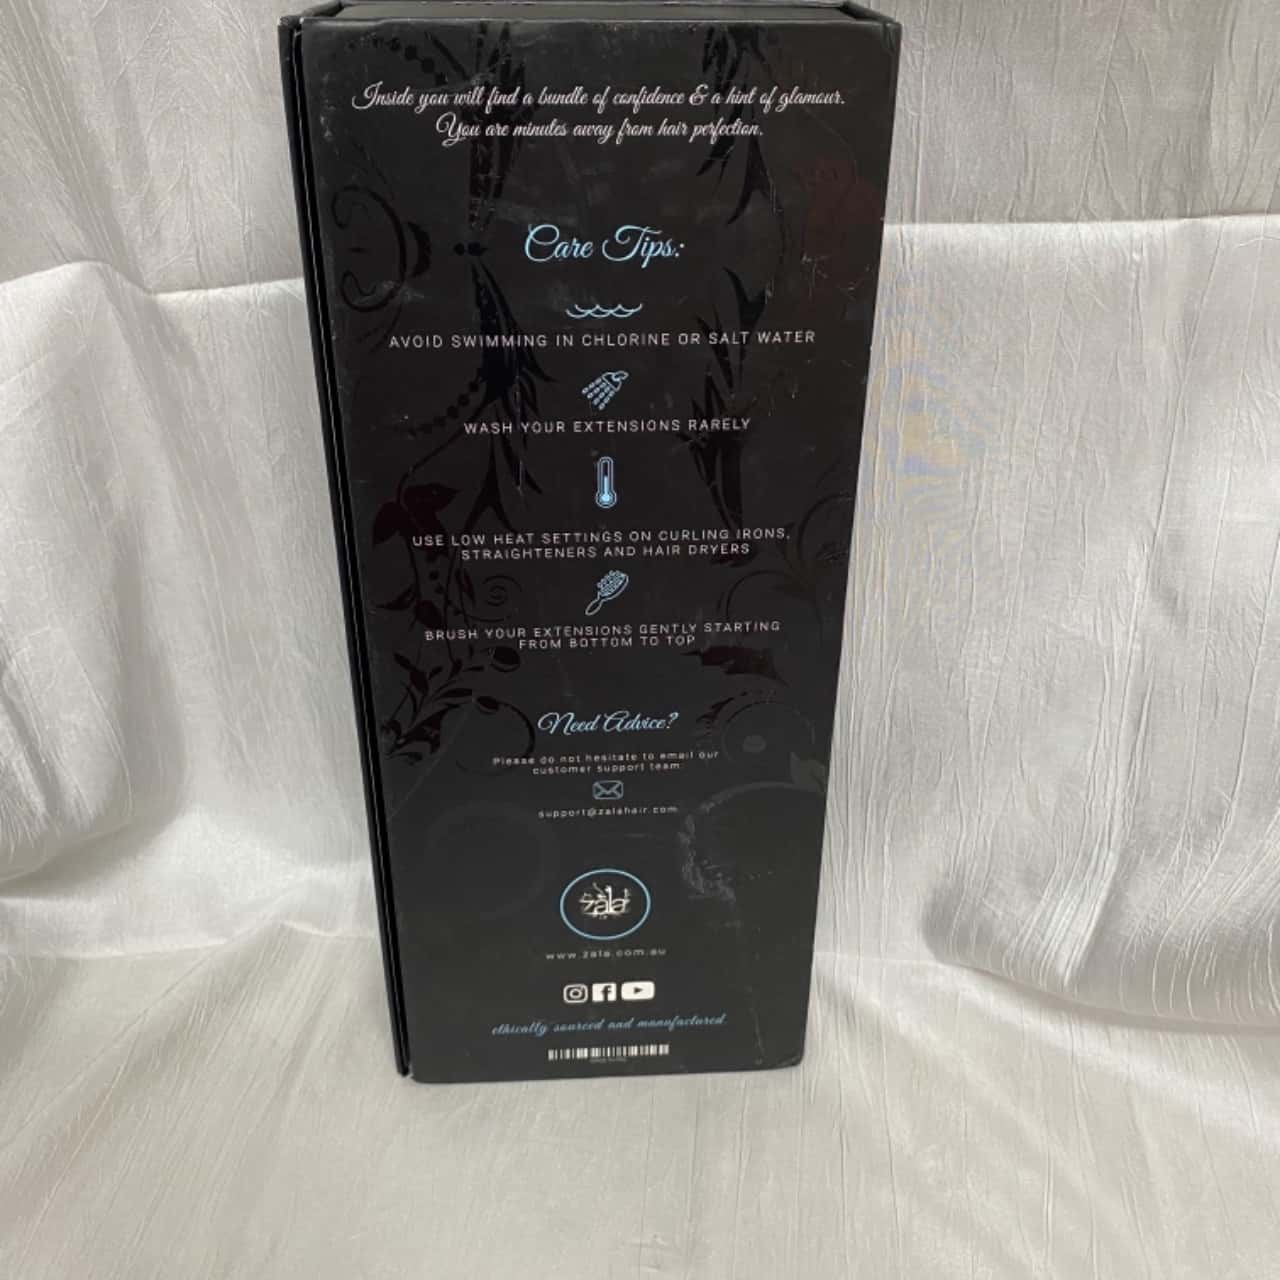 Inside you will find a bundle of confidence & a hint of glamour.
You are minutes away from hair perfection.
Care Tips:
AVOID SWIMMING IN CHLORINE OR SALT WATER
WASH YOUR EXTENSIONS RARELY
USE LOW HEAT SETTINGS ON CURLING IRONS,
STRAIGHTENERS AND HAIR DRYERS
BRUSH YOUR EXTENSIONS GENTLY STARTING
FROM BOTTOM TO TOP
Need Advice?
Please do not hesitate to email our
customer support team:
support@zalahair.com
zala
www.zala.com.au
ethically sourced and manufactured